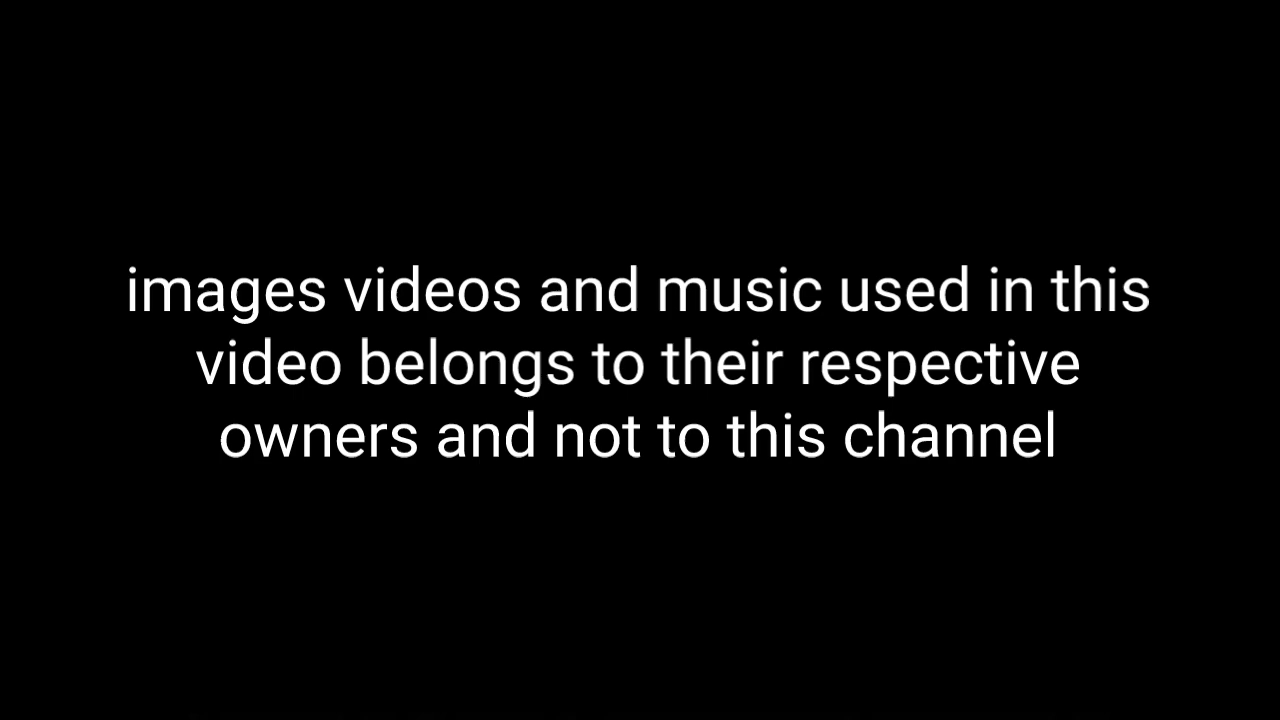 images videos and music used in this
video belongs to their respective
owners and not to this channel